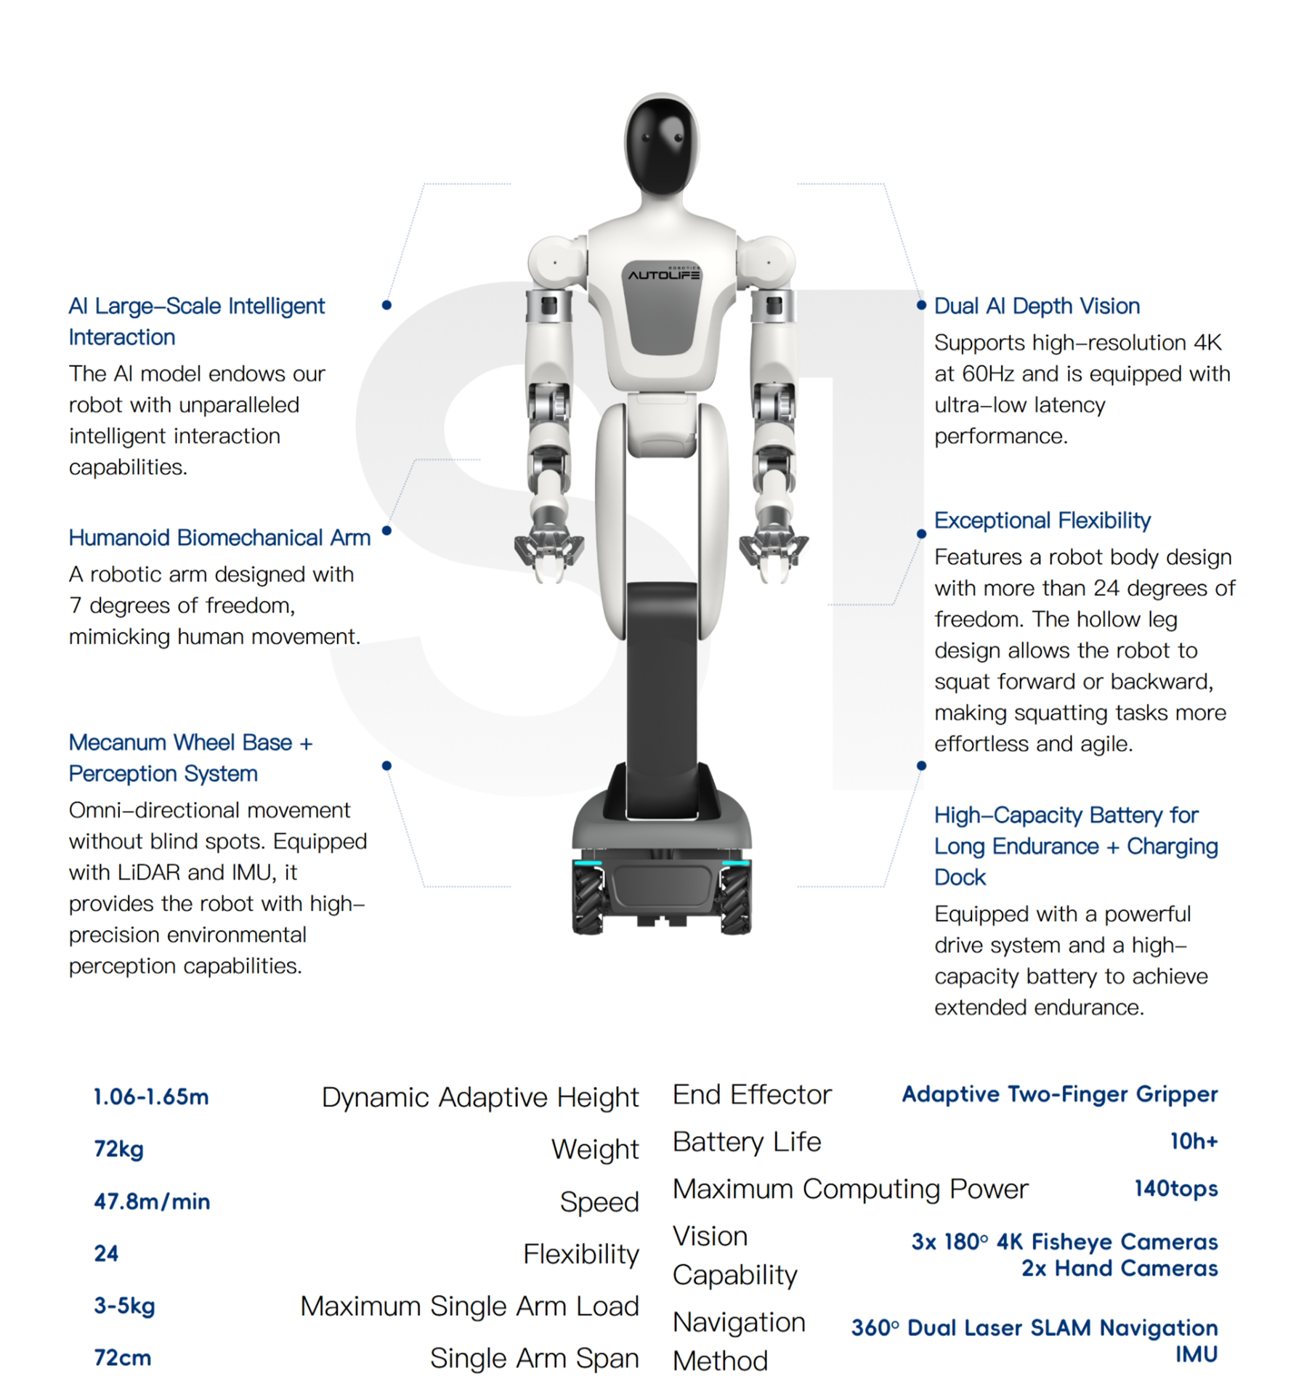 ROBOTICS
AUTOLIFE
S1
AI Large-Scale Intelligent
Interaction
The AI model endows our
robot with unparalleled
intelligent interaction
capabilities.
Humanoid Biomechanical Arm
A robotic arm designed with
7 degrees of freedom,
mimicking human movement.
Mecanum Wheel Base +
Perception System
Omni-directional movement
without blind spots. Equipped
with LiDAR and IMU, it
provides the robot with high-
precision environmental
perception capabilities.
Dual AI Depth Vision
Supports high-resolution 4K
at 60Hz and is equipped with
ultra-low latency
performance.
Exceptional Flexibility
Features a robot body design
with more than 24 degrees of
freedom. The hollow leg
design allows the robot to
squat forward or backward,
making squatting tasks more
effortless and agile.
High-Capacity Battery for
Long Endurance + Charging
Dock
Equipped with a powerful
drive system and a high-
capacity battery to achieve
extended endurance.
1.06-1.65m Dynamic Adaptive Height
72kg Weight
47.8m/min Speed
24 Flexibility
3-5kg Maximum Single Arm Load
72cm Single Arm Span
End Effector Adaptive Two-Finger Gripper
Battery Life 10h+
Maximum Computing Power 140tops
Vision
Capability
3x 180° 4K Fisheye Cameras
2x Hand Cameras
Navigation
Method
360° Dual Laser SLAM Navigation
IMU